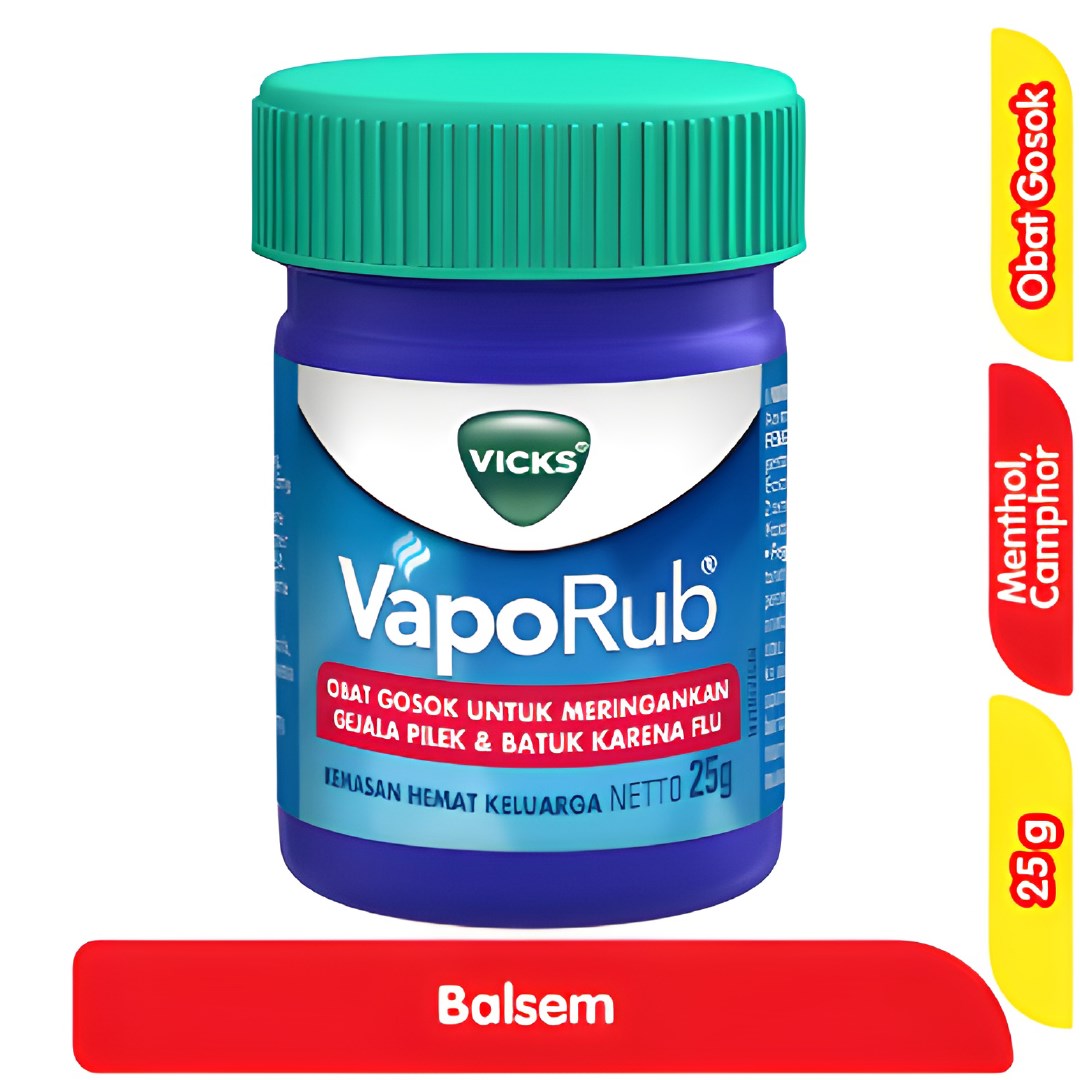 VICKS
VapoRub®
OBAT GOSOK UNTUK MERINGANKAN
GEJALA PILEK & BATUK KARENA FLU
KEMASAN HEMAT KELUARGA NETTO 25g
Obat Gosok
Menthol,
Camphor
25 g
Balsem